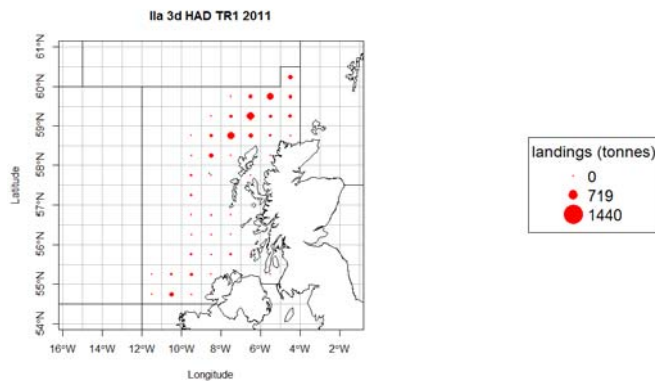 IIa 3d HAD TR1 2011
61°N
60°N
59°N
58°N
57°N
56°N
55°N
54°N
Latitude
16°W 14°W 12°W 10°W 8°W 6°W 4°W 2°W
Longitude
landings (tonnes)
0
719
1440